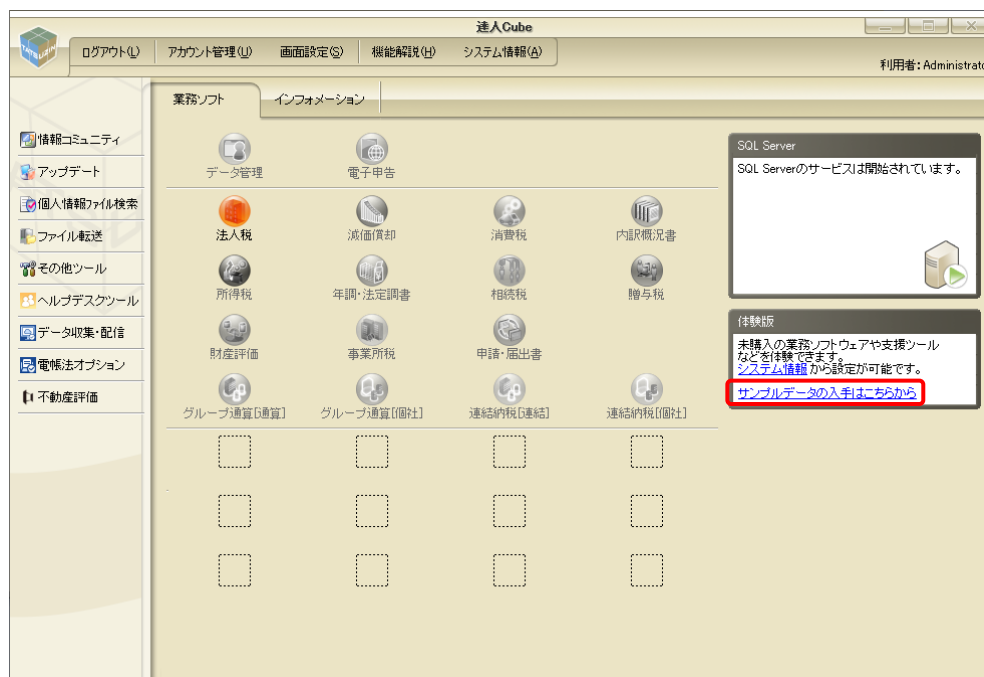 達人Cube
ログアウト(L)
アカウント管理(U)
画面設定(S)
機能解説(H)
システム情報(A)
利用者：Administrato
業務ソフト
インフォメーション
情報コミュニティ
アップデート
個人情報ファイル検索
ファイル転送
その他ツール
ヘルプデスクツール
データ収集・配信
電帳法オプション
不動産評価
データ管理
電子申告
法人税
減価償却
消費税
内訳概況書
所得税
年調・法定調書
相続税
贈与税
財産評価
事業所税
申請・届出書
グループ通算[通算]
グループ通算[個社]
連結納税[連結]
連結納税[個社]
SQL Server
SQL Serverのサービスは開始されています。
体験版
未購入の業務ソフトウェアや支援ツール
などを体験できます。
システム情報 から設定が可能です。
サンプルデータの入手はこちらから